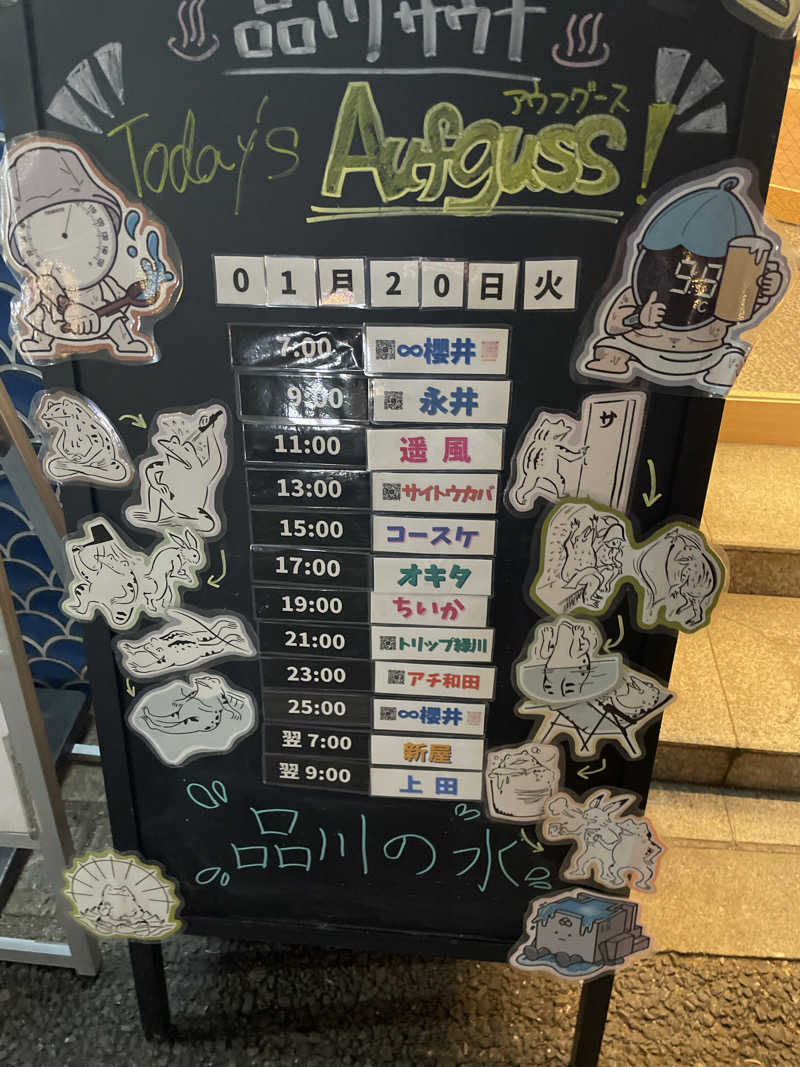 品川サウナ
アウフグース
Today's Aufguss!
01月20日火
7:00 ∞櫻井
9:00 永井
11:00 遥風
13:00 サイトウカバ
15:00 コースケ
17:00 オキタ
19:00 ちいか
21:00 トリップ緑川
23:00 アチ和田
25:00 ∞櫻井
翌7:00 新屋
翌9:00 上田
品川の水
サ
98℃